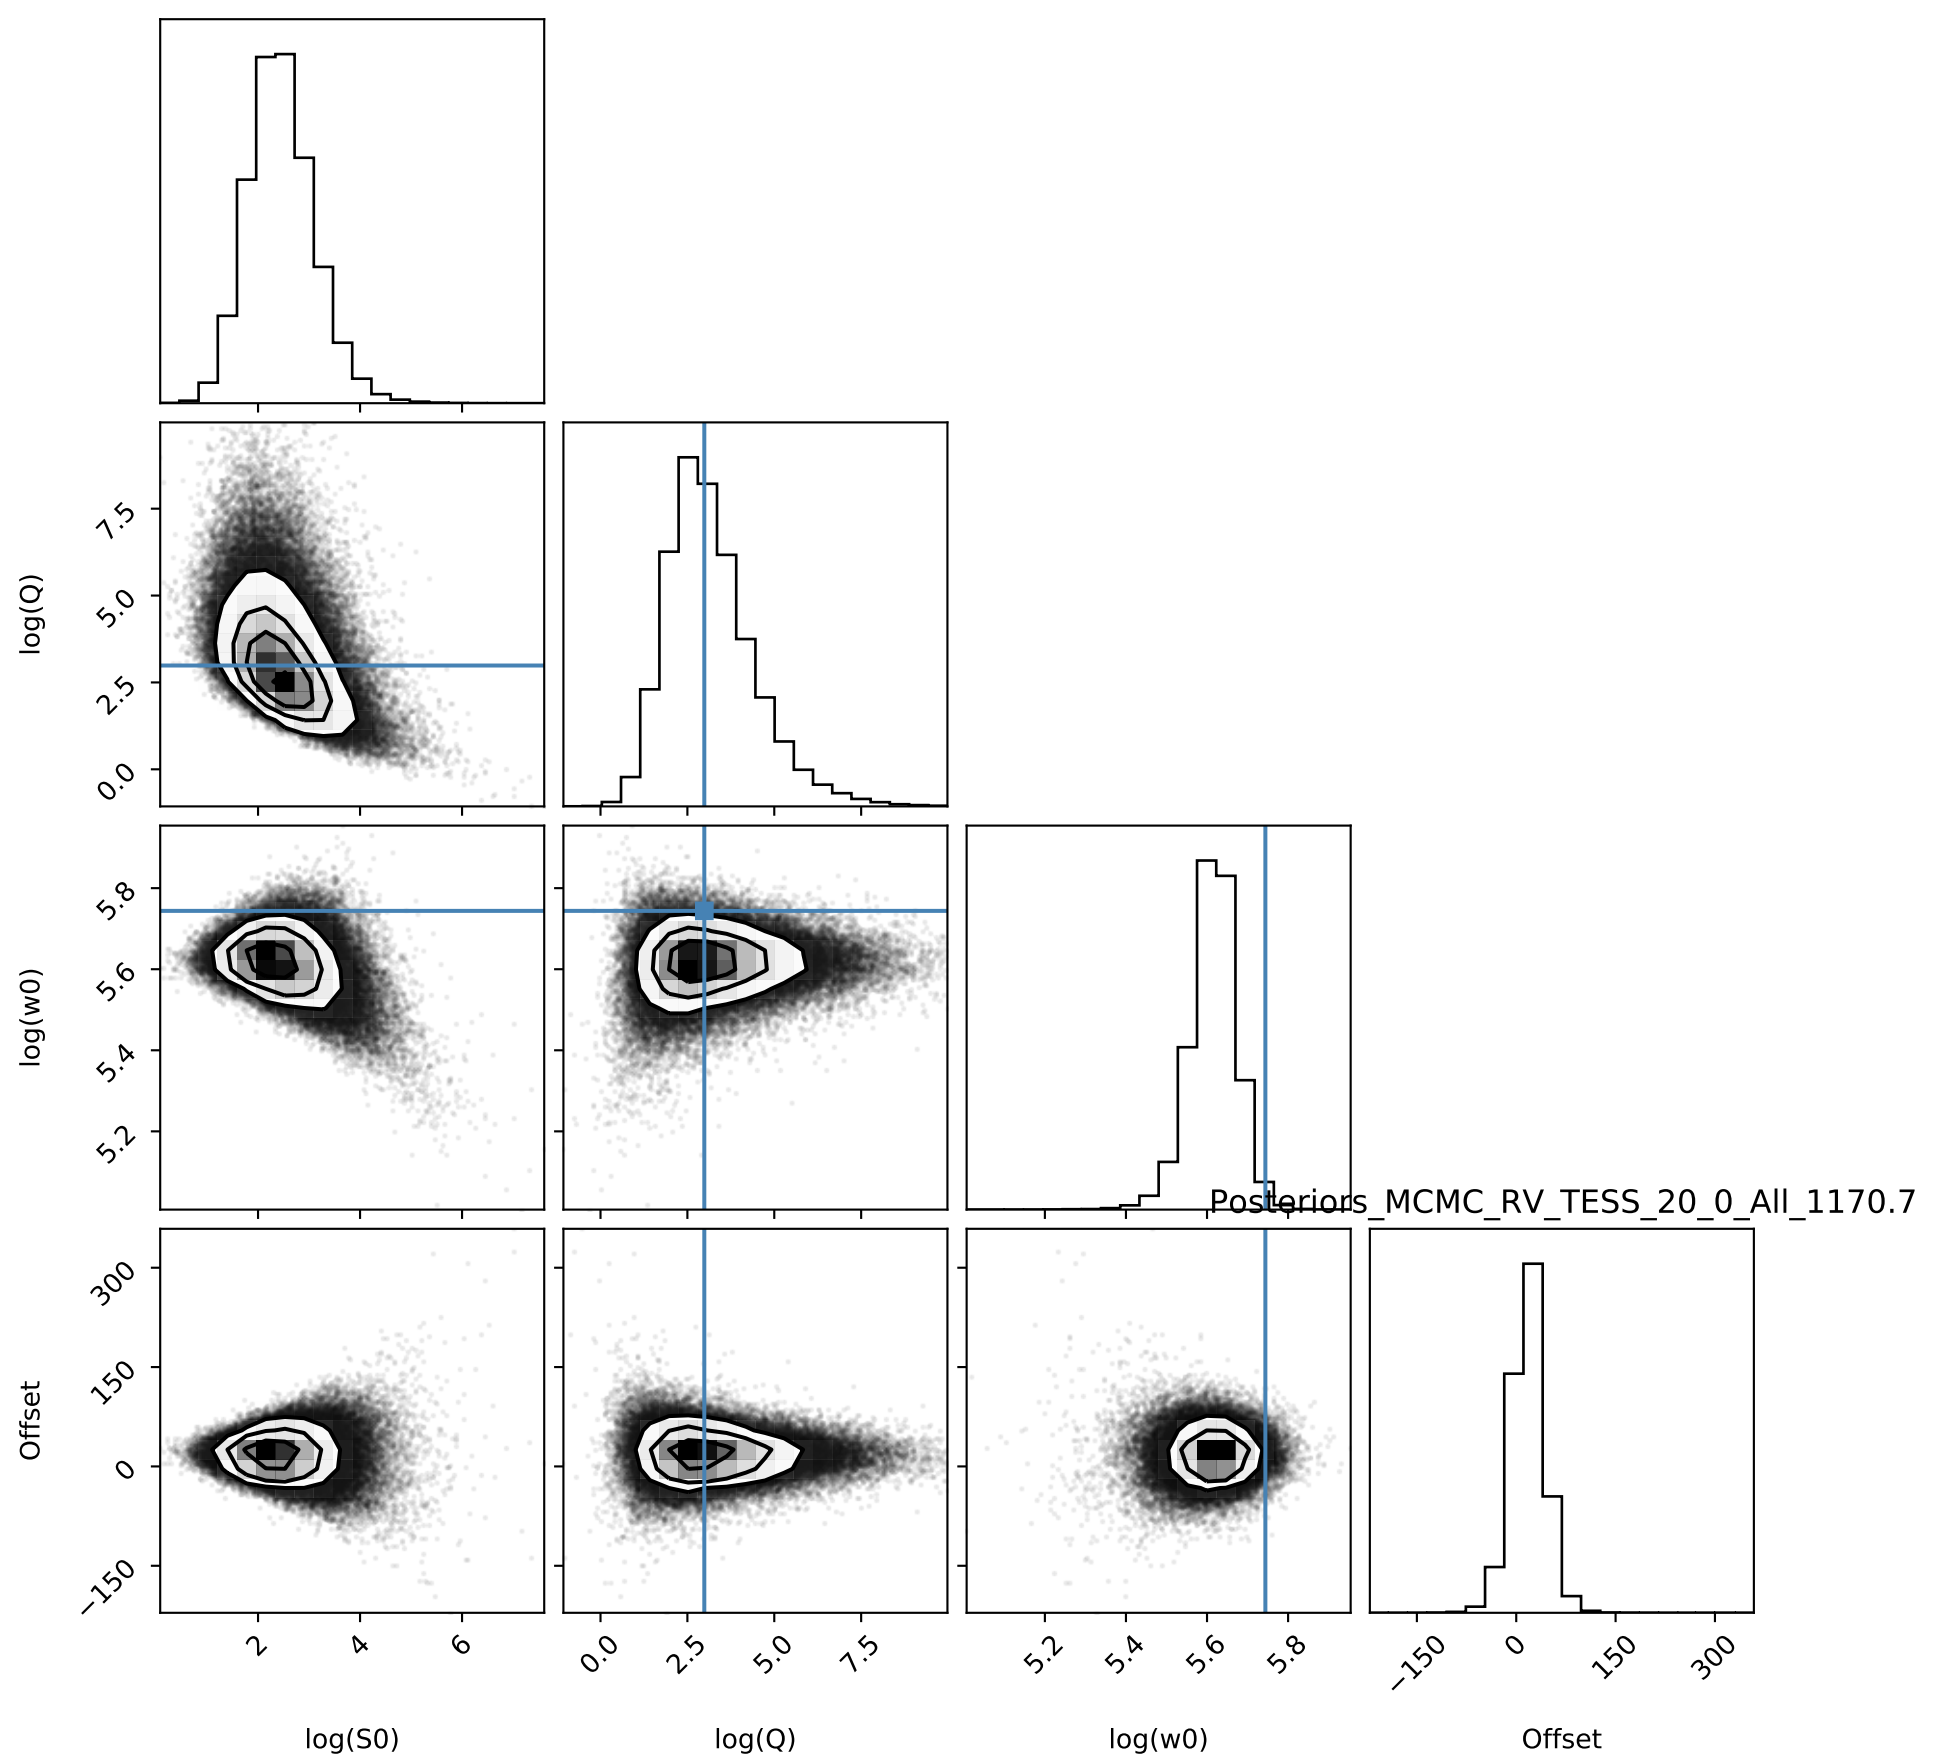 log(Q)
7.5
5.0
2.5
0.0
log(w0)
5.8
5.6
5.4
5.2
Posteriors_MCMC_RV_TESS_20_0_All_1170.7
Offset
300
150
0
−150
2 4 6
0.0 2.5 5.0 7.5
5.2 5.4 5.6 5.8
−150 0 150 300
log(S0)
log(Q)
log(w0)
Offset